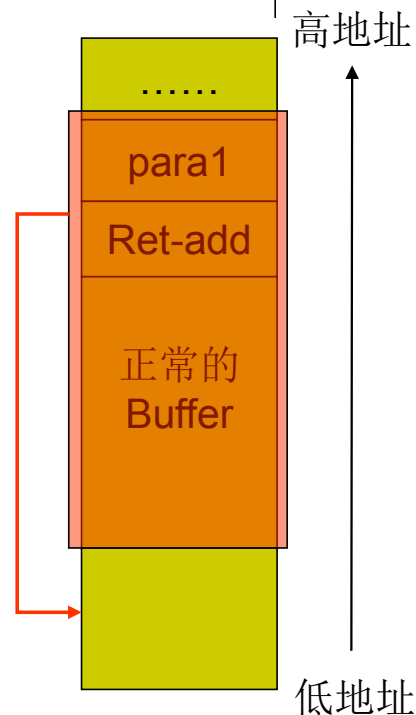 高地址
……
para1
Ret-add
正常的
Buffer
低地址